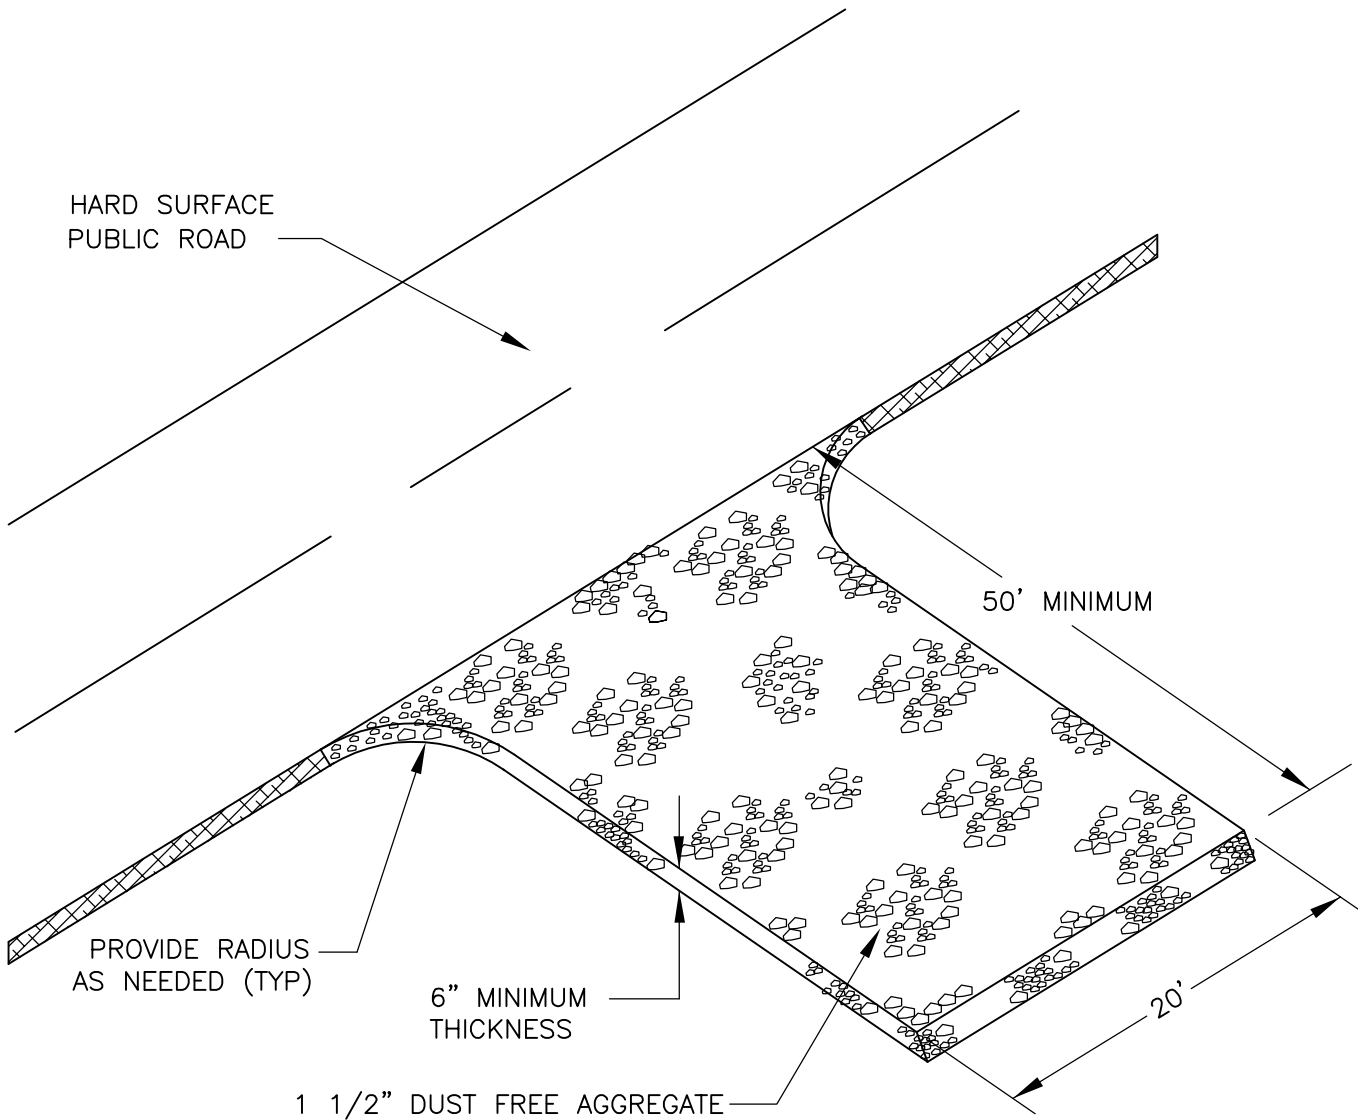 HARD SURFACE
PUBLIC ROAD
50’ MINIMUM
PROVIDE RADIUS
AS NEEDED (TYP)
6” MINIMUM
THICKNESS
20’
1 1/2” DUST FREE AGGREGATE